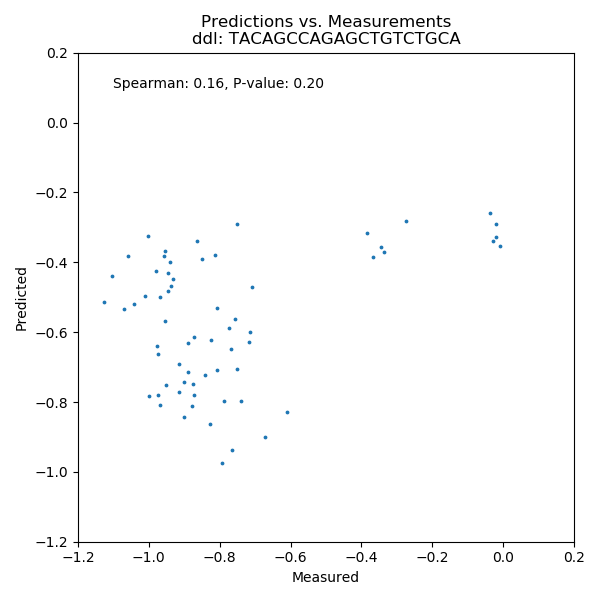 Predictions vs. Measurements
ddl: TACAGCCAGAGCTGTCTGCA
Spearman: 0.16, P-value: 0.20
0.2
0.0
−0.2
−0.4
−0.6
−0.8
−1.0
−1.2
Predicted
−1.2 −1.0 −0.8 −0.6 −0.4 −0.2 0.0 0.2
Measured